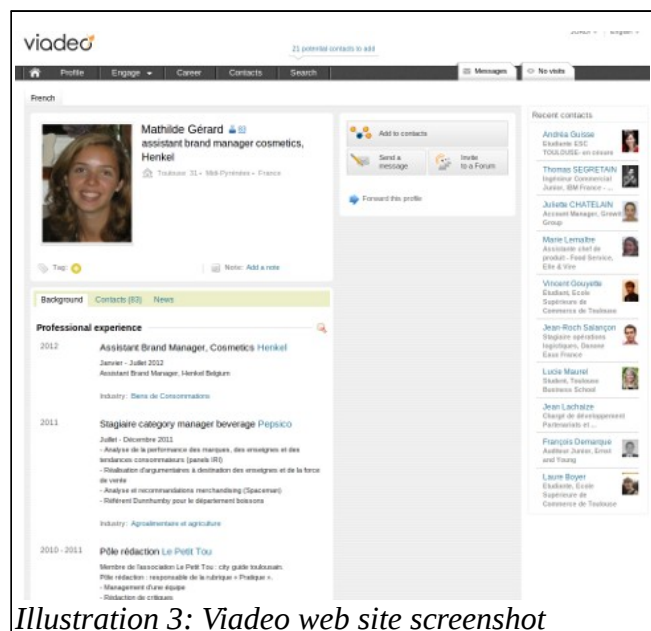 viadeo
21 potential contacts to add
English
Profile Engage Career Contacts Search
Messages
No visits
French
Mathilde Gérard 83
assistant brand manager cosmetics,
Henkel
Toulouse 31 • Midi-Pyrénées • France
Tag:
Note: Add a note
Add to contacts
Send a
message
Invite
to a Forum
Forward this profile
Background Contacts (83) News
Professional experience
2012
Assistant Brand Manager, Cosmetics Henkel
Janvier - Juillet 2012
Assistant Brand Manager, Henkel Belgium
Industry: Biens de Consommations
2011
Stagiaire category manager beverage Pepsico
Juillet - Décembre 2011
- Analyse de la performance des marques, des enseignes et des
tendances consommateurs (panels IRI)
- Réalisation d'argumentaires à destination des enseignes et de la force
de vente
- Analyse et recommandations merchandising (Spaceman)
- Référent Dunnhumby pour le département boissons
Industry: Agroalimentaire et agriculture
2010 - 2011
Pôle rédaction Le Petit Tou
Membre de l'association Le Petit Tou : city guide toulousain.
Pôle rédaction : responsable de la rubrique « Pratique ».
- Management d'une équipe
- Rédaction de critiques
Recent contacts
Andréa Guisse
Etudiante ESC
TOULOUSE- en césure
Thomas SEGRETAIN
Ingénieur Commercial
Junior, IBM France - ...
Juliette CHATELAIN
Account Manager, Growth
Group
Marie Lemaître
Assistante chef de
produit - Food Service,
Elle & Vire
Vincent Gouyette
Étudiant, Ecole
Supérieure de
Commerce de Toulouse
Jean-Roch Salançon
Stagiaire opérations
logistiques, Danone
Eaux France
Lucie Maurel
Student, Toulouse
Business School
Jean Lachaize
Chargé de développement
Partenariats et ...
François Demarque
Auditeur Junior, Ernst
and Young
Laure Boyer
Etudiante, Ecole
Supérieure de
Commerce de Toulouse
Illustration 3: Viadeo web site screenshot